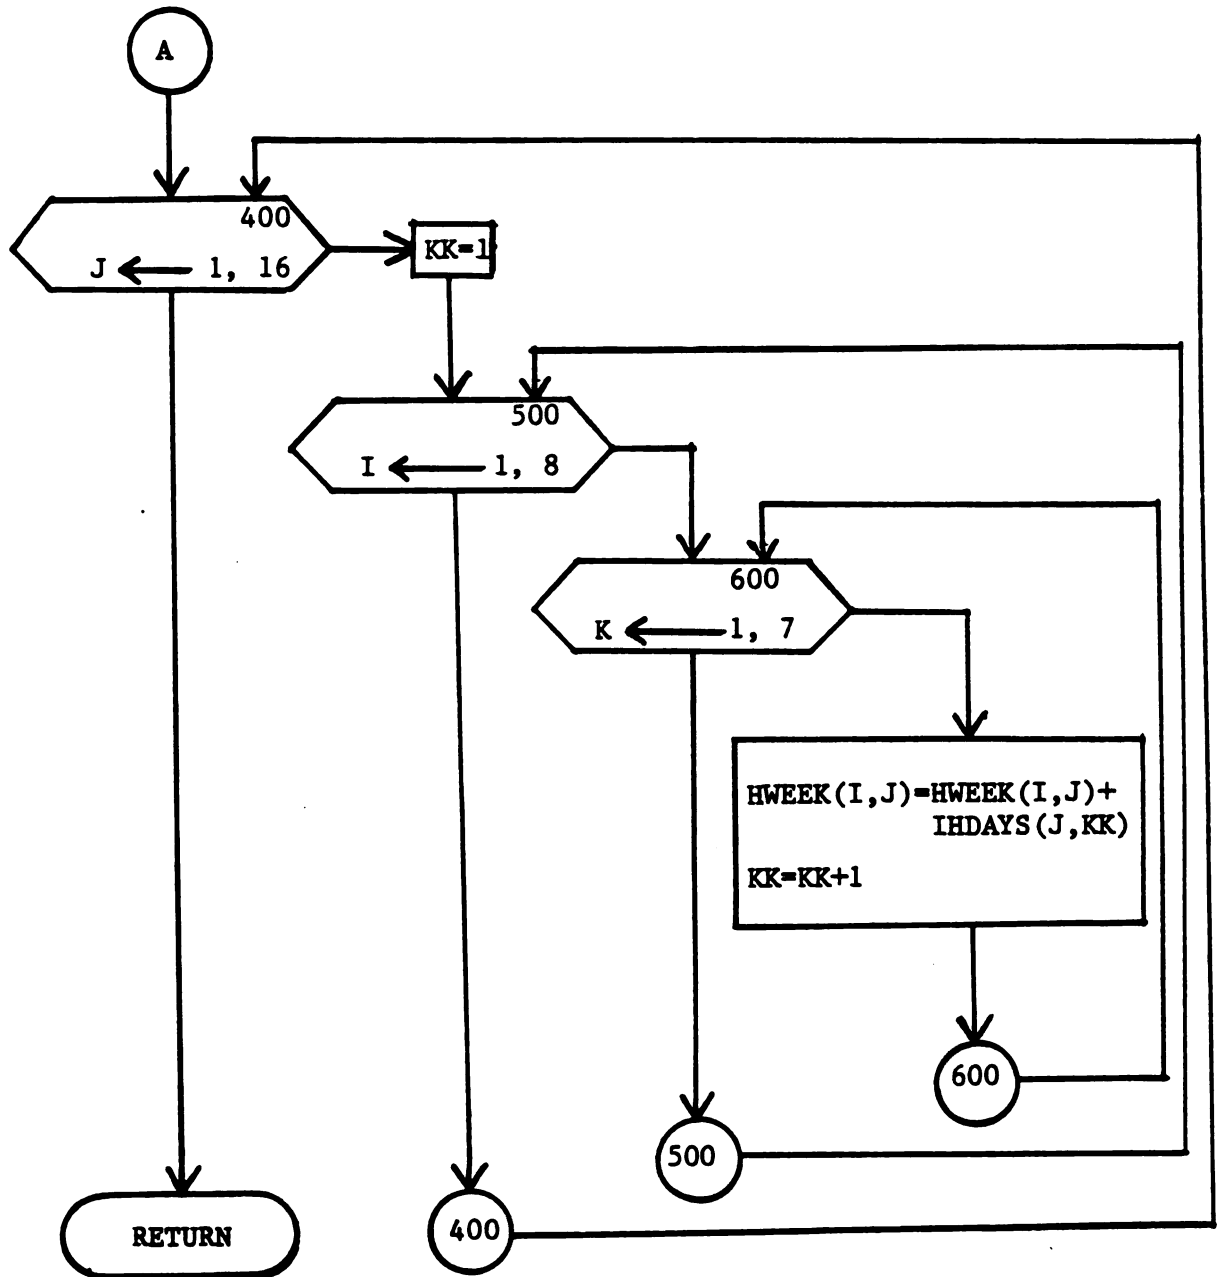 A
400
J ← 1, 16
KK=1
500
I ← 1, 8
600
K ← 1, 7
HWEEK(I,J)=HWEEK(I,J)+
IHDAYS(J,KK)
KK=KK+1
600
500
400
RETURN